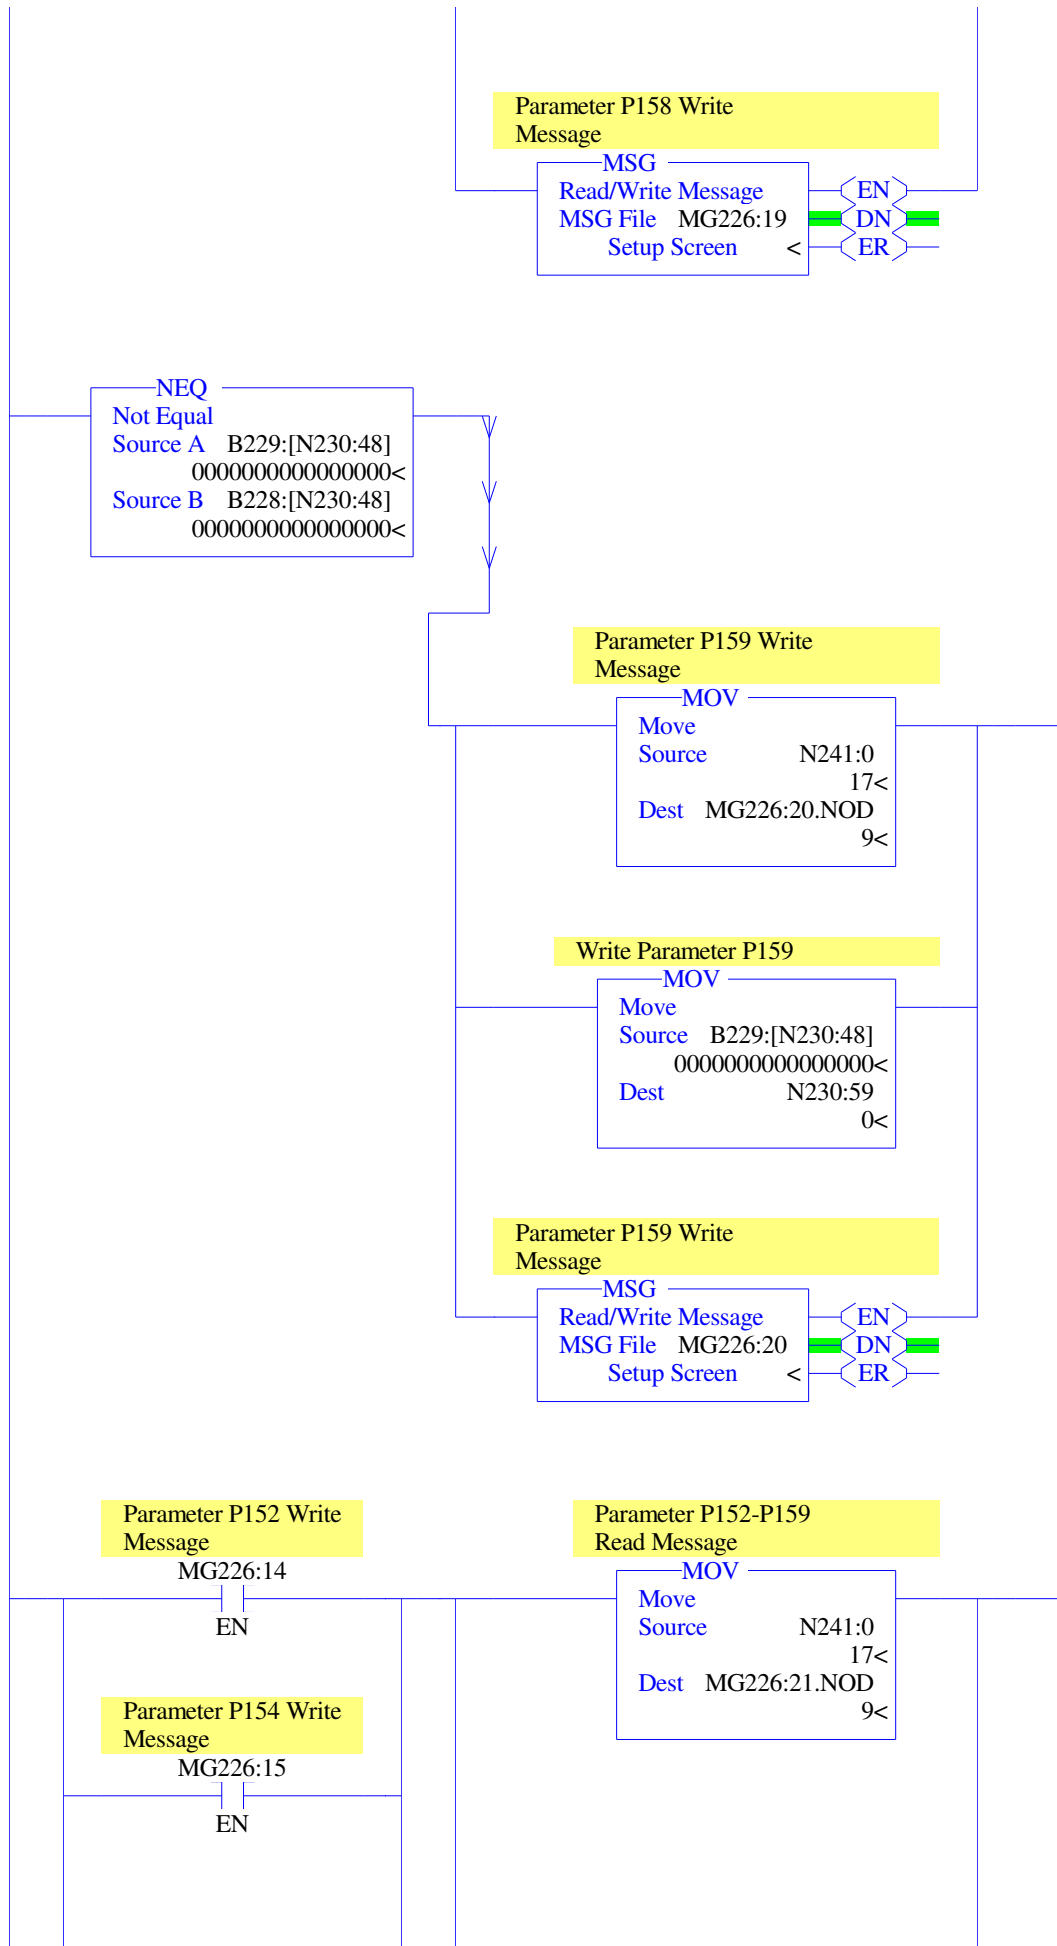 Parameter P158 Write
Message
MSG
Read/Write Message
MSG File MG226:19
Setup Screen <
EN
DN
ER
NEQ
Not Equal
Source A B229:[N230:48]
0000000000000000<
Source B B228:[N230:48]
0000000000000000<
Parameter P159 Write
Message
MOV
Move
Source N241:0
17<
Dest MG226:20.NOD
9<
Write Parameter P159
MOV
Move
Source B229:[N230:48]
0000000000000000<
Dest N230:59
0<
Parameter P159 Write
Message
MSG
Read/Write Message
MSG File MG226:20
Setup Screen <
EN
DN
ER
Parameter P152 Write
Message
MG226:14
EN
Parameter P152-P159
Read Message
MOV
Move
Source N241:0
17<
Dest MG226:21.NOD
9<
Parameter P154 Write
Message
MG226:15
EN